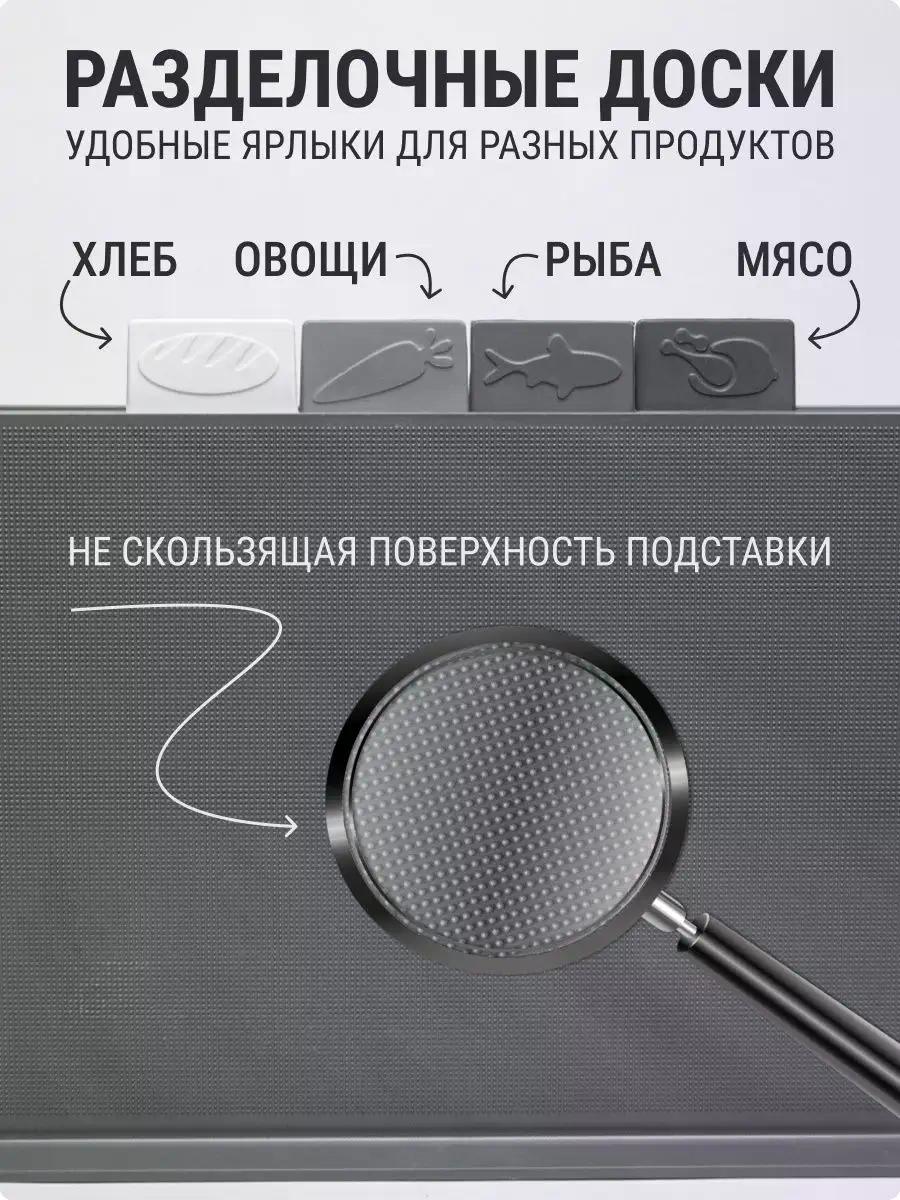 РАЗДЕЛОЧНЫЕ ДОСКИ
УДОБНЫЕ ЯРЛЫКИ ДЛЯ РАЗНЫХ ПРОДУКТОВ
ХЛЕБ ОВОЩИ РЫБА МЯСО
НЕ СКОЛЬЗЯЩАЯ ПОВЕРХНОСТЬ ПОДСТАВКИ